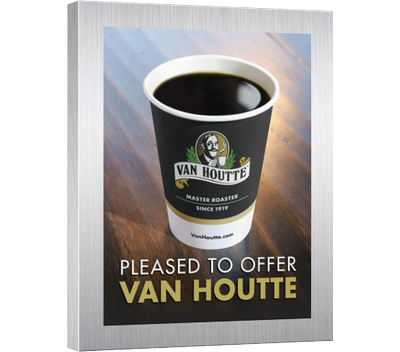 VAN HOUTTE
MASTER ROASTER
SINCE 1919
VanHoutte.com
PLEASED TO OFFER
VAN HOUTTE